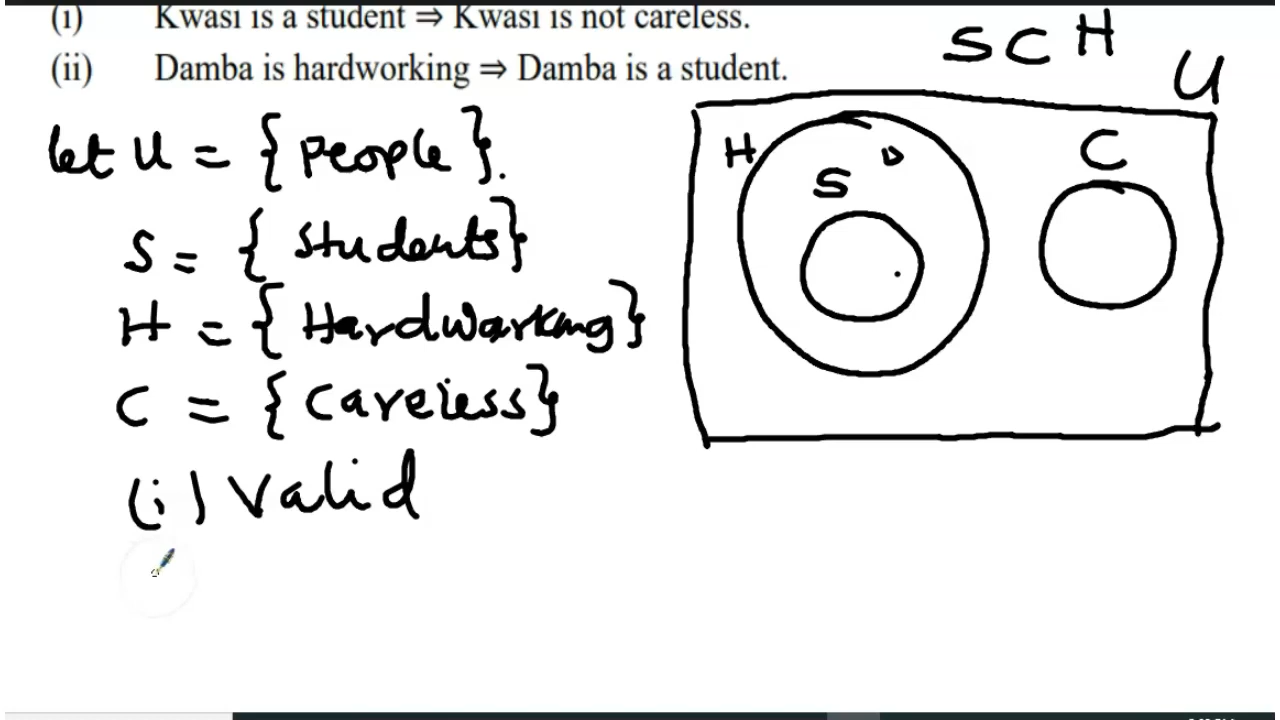 (i) Kwasi is a student ⇒ Kwasi is not careless.
(ii) Damba is hardworking ⇒ Damba is a student.
S ⊂ H
U
let U = {People}.
S = {Students}
H = {Hardworking}
C = {Careless}
(i) Valid
H
S
D
C